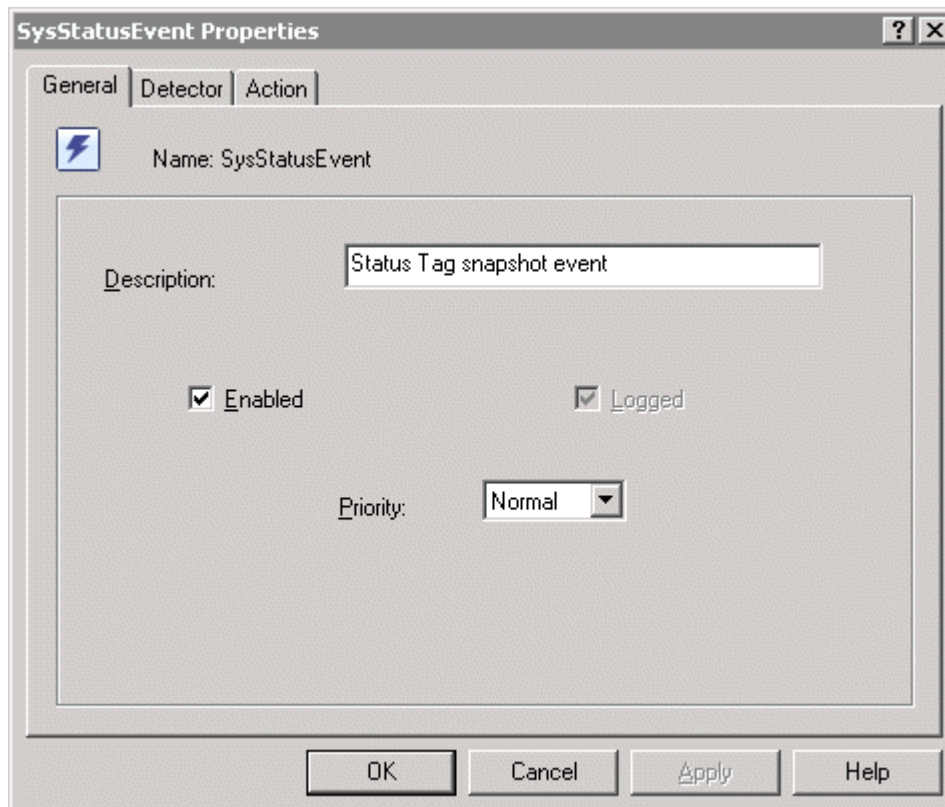 SysStatusEvent Properties
General Detector Action
Name: SysStatusEvent
Description: Status Tag snapshot event
Enabled Logged
Priority: Normal
OK Cancel Apply Help